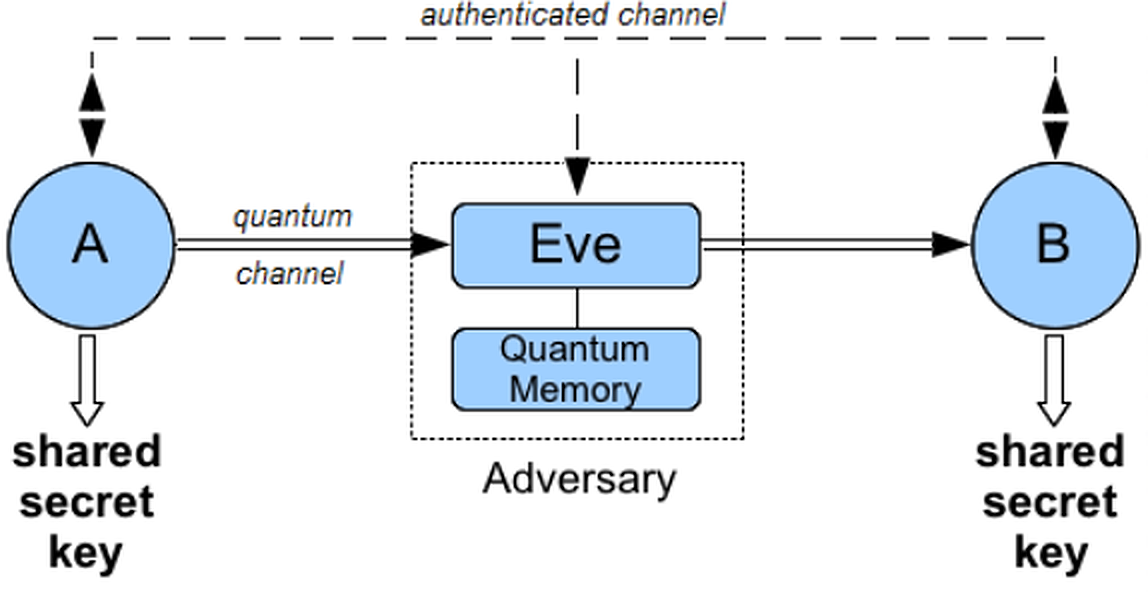 authenticated channel
A
quantum
channel
Eve
B
Quantum
Memory
Adversary
shared
secret
key
shared
secret
key